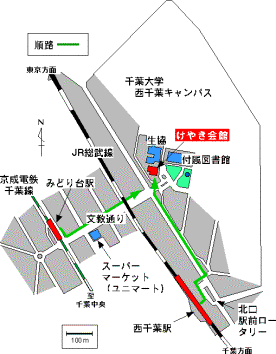 順路
東京方面
千葉大学
西千葉キャンパス
N
生協
けやき会館
付属図書館
JR総武線
京成電鉄
千葉線
みどり台駅
文教通り
スーパー
マーケット
(ユニマート)
至
千葉中央
北口
駅前ロー
タリー
西千葉駅
100 m
千葉方面